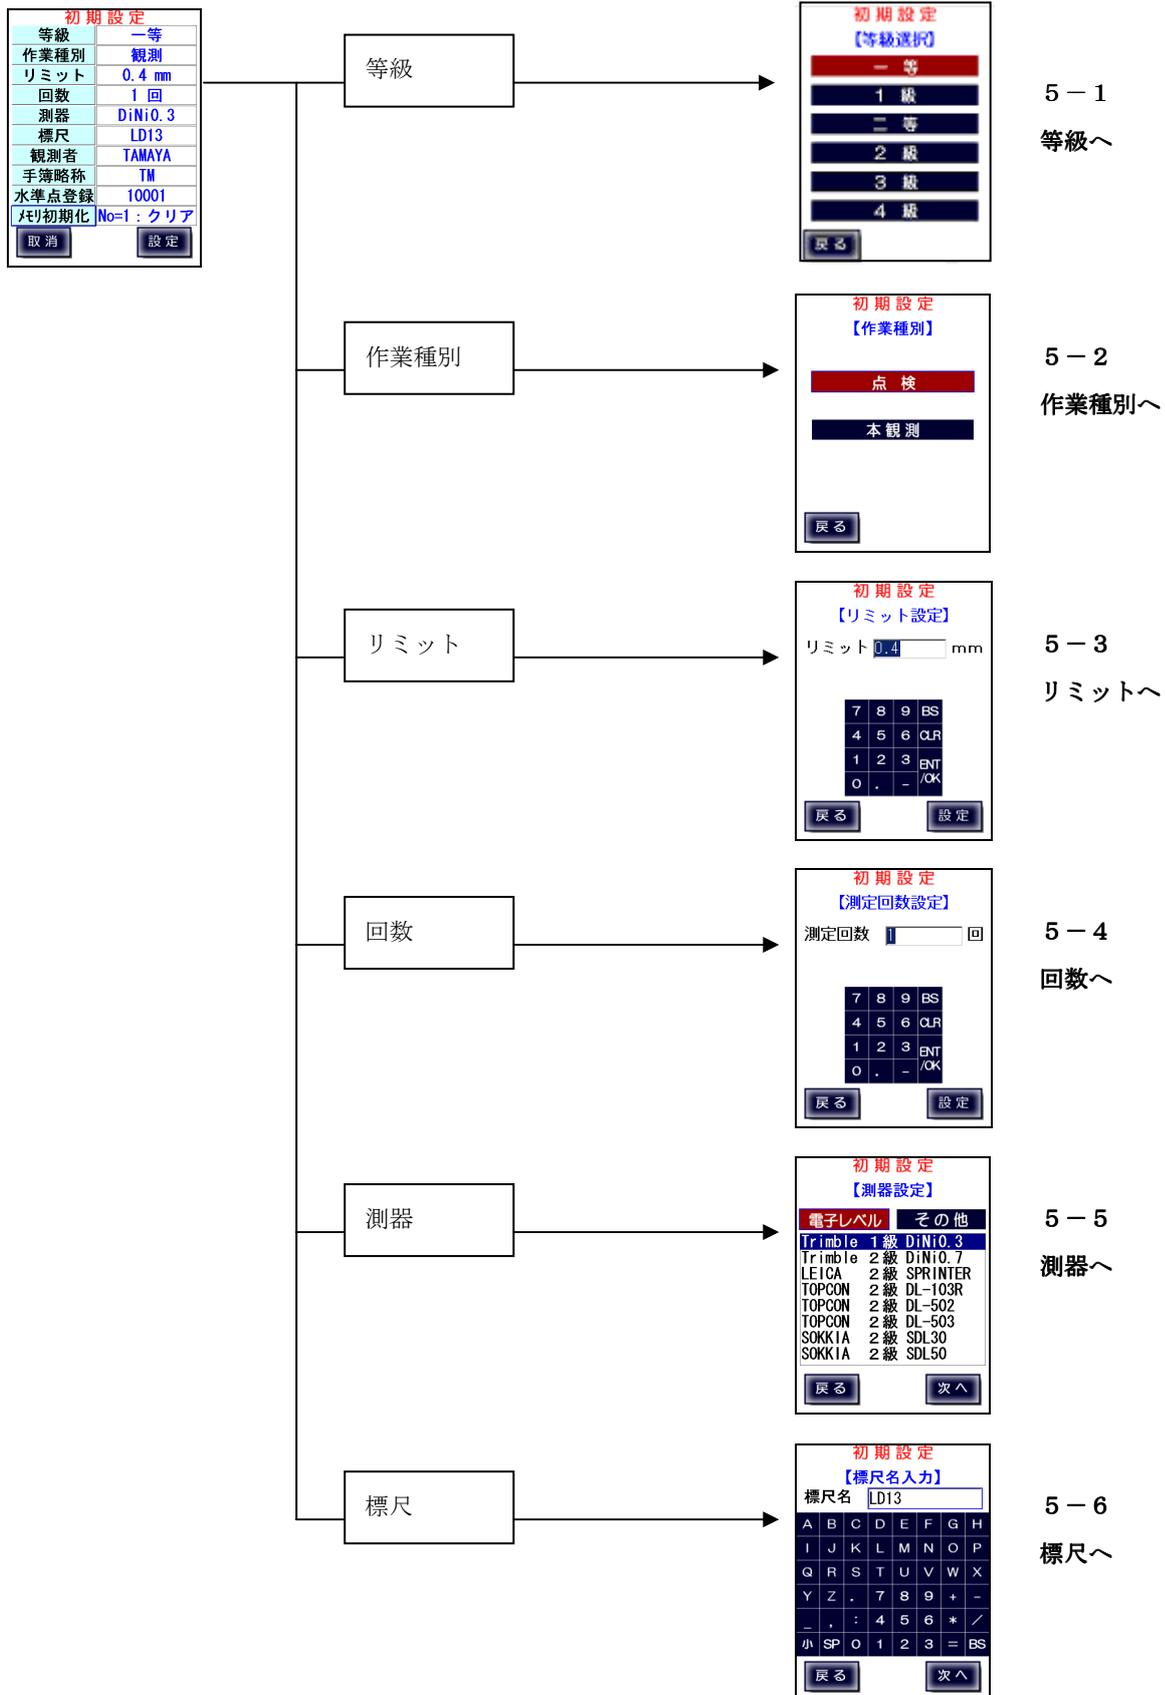 初期設定
等級 一等
作業種別 観測
リミット 0.4 mm
回数 1 回
測器 DiNi0.3
標尺 LD13
観測者 TAMAYA
手簿略称 TM
水準点登録 10001
ﾒﾓﾘ初期化 No=1：クリア
取消 設定
等級
初期設定
【等級選択】
一 等
１ 級
二 等
２ 級
３ 級
４ 級
戻る
５－１
等級へ
作業種別
初期設定
【作業種別】
点 検
本観測
戻る
５－２
作業種別へ
リミット
初期設定
【リミット設定】
リミット 0.4 mm
7 8 9 BS
4 5 6 CLR
1 2 3 ENT
0 . - /OK
戻る 設定
５－３
リミットへ
回数
初期設定
【測定回数設定】
測定回数 1 回
7 8 9 BS
4 5 6 CLR
1 2 3 ENT
0 . - /OK
戻る 設定
５－４
回数へ
測器
初期設定
【測器設定】
電子レベル その他
Trimble １級 DiNi0.3
Trimble ２級 DiNi0.7
LEICA ２級 SPRINTER
TOPCON ２級 DL-103R
TOPCON ２級 DL-502
TOPCON ２級 DL-503
SOKKIA ２級 SDL30
SOKKIA ２級 SDL50
戻る 次へ
５－５
測器へ
標尺
初期設定
【標尺名入力】
標尺名 LD13
A B C D E F G H
I J K L M N O P
Q R S T U V W X
Y Z . 7 8 9 + -
_ , : 4 5 6 * /
小 SP 0 1 2 3 = BS
戻る 次へ
５－６
標尺へ